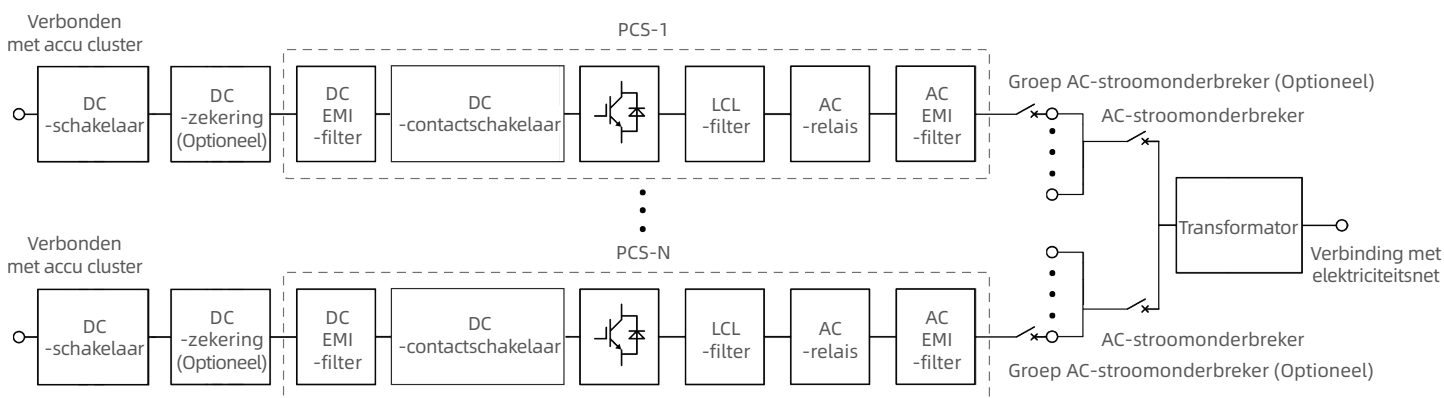 Verbonden
met accu cluster
PCS-1
DC
-schakelaar
DC
-zekering
(Optioneel)
DC
EMI
-filter
DC
-contactschakelaar
LCL
-filter
AC
-relais
AC
EMI
-filter
Groep AC-stroomonderbreker (Optioneel)
AC-stroomonderbreker
Transformator
Verbinding met
elektriciteitsnet
Verbonden
met accu cluster
PCS-N
DC
-schakelaar
DC
-zekering
(Optioneel)
DC
EMI
-filter
DC
-contactschakelaar
LCL
-filter
AC
-relais
AC
EMI
-filter
AC-stroomonderbreker
Groep AC-stroomonderbreker (Optioneel)